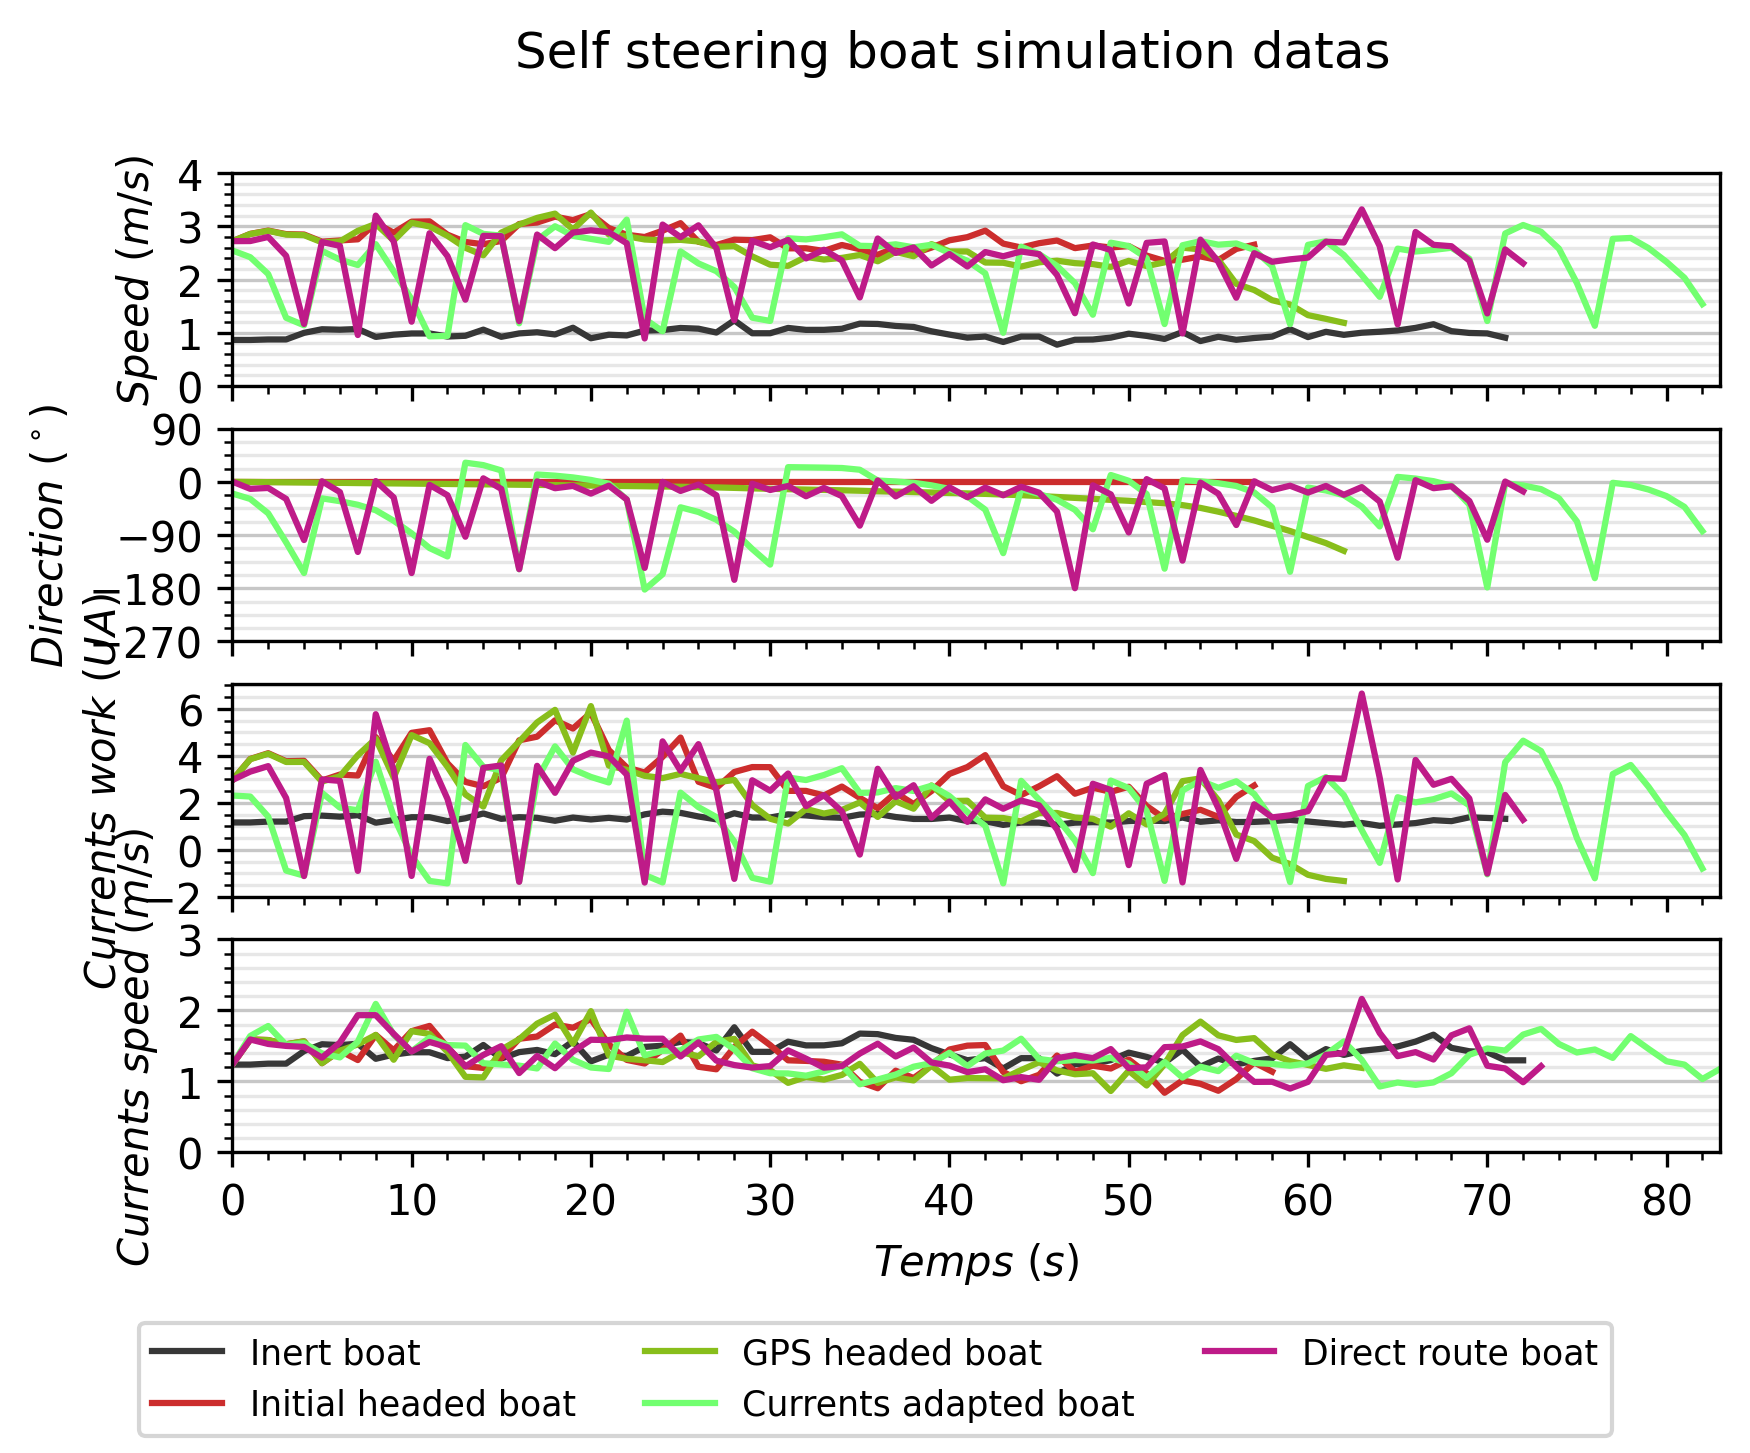 Self steering boat simulation datas
Speed (m/s)
4
3
2
1
0
Direction (°)
90
0
−90
−180
−270
Currents work (UA)
6
4
2
0
−2
Currents speed (m/s)
3
2
1
0
0 10 20 30 40 50 60 70 80
Temps (s)
Inert boat
Initial headed boat
GPS headed boat
Currents adapted boat
Direct route boat